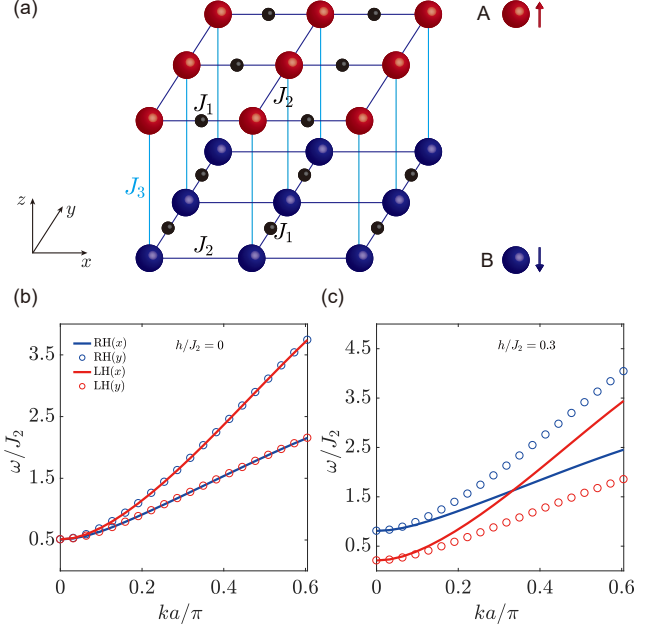 (a)
A
J₁
J₂
J₃
z
y
x
J₂
J₁
B
(b)
(c)
RH(x)
RH(y)
LH(x)
LH(y)
h/J₂ = 0
h/J₂ = 0.3
ω/J₂
3.5
2.5
1.5
0.5
0
0.2
0.4
0.6
ka/π
ω/J₂
4.5
3.5
2.5
1.5
0.5
0
0.2
0.4
0.6
ka/π